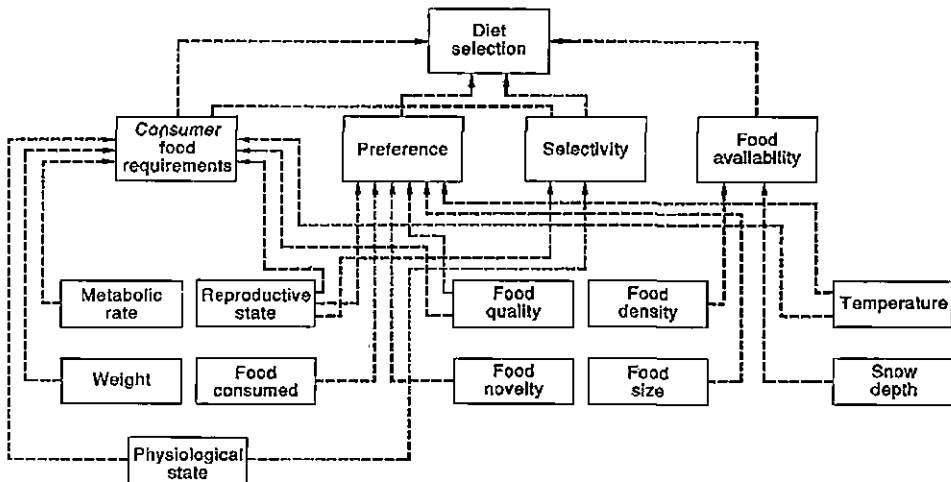 Diet
selection
Consumer
food
requirements
Preference
Selectivity
Food
availability
Metabolic
rate
Reproductive
state
Food
quality
Food
density
Temperature
Weight
Food
consumed
Food
novelty
Food
size
Snow
depth
Physiological
state